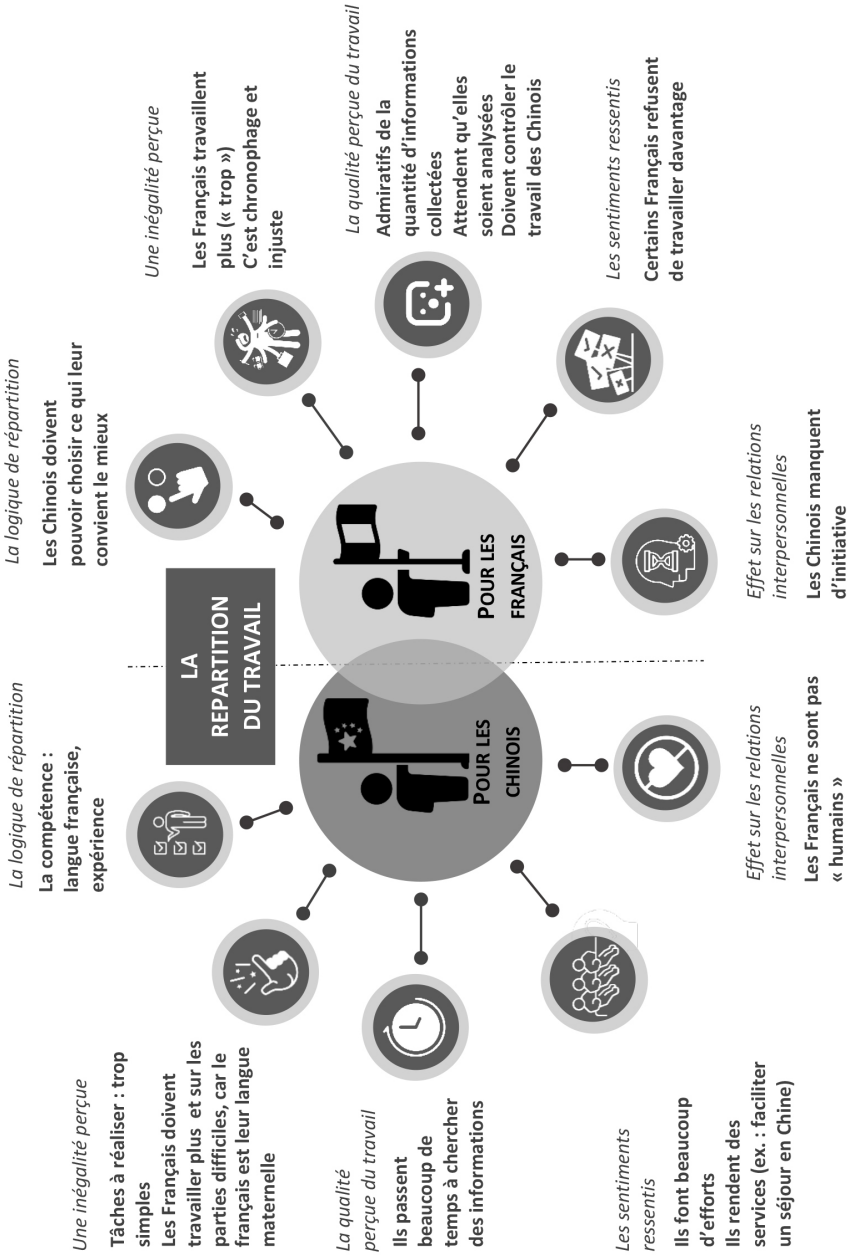 LA
REPARTITION
DU TRAVAIL
POUR LES
CHINOIS
La logique de répartition
La compétence :
langue française,
expérience
Une inégalité perçue
Tâches à réaliser : trop
simples
Les Français doivent
travailler plus et sur les
parties difficiles, car le
français est leur langue
maternelle
La qualité
perçue du travail
Ils passent
beaucoup de
temps à chercher
des informations
Les sentiments
ressentis
Ils font beaucoup
d'efforts
Ils rendent des
services (ex. : faciliter
un séjour en Chine)
Effet sur les relations
interpersonnelles
Les Français ne sont pas
« humains »
POUR LES
FRANÇAIS
La logique de répartition
Les Chinois doivent
pouvoir choisir ce qui leur
convient le mieux
Une inégalité perçue
Les Français travaillent
plus (« trop »)
C'est chronophage et
injuste
La qualité perçue du travail
Admiratifs de la
quantité d'informations
collectées
Attendent qu'elles
soient analysées
Doivent contrôler le
travail des Chinois
Les sentiments ressentis
Certains Français refusent
de travailler davantage
Effet sur les relations
interpersonnelles
Les Chinois manquent
d'initiative